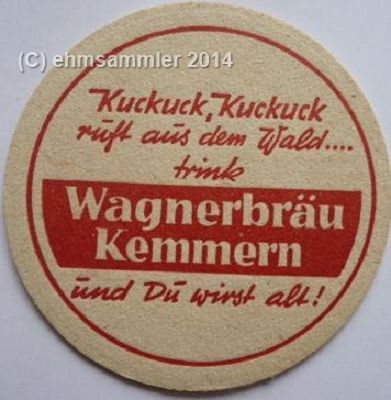 (C) ehmsammler 2014
Kuckuck, Kuckuck
ruft aus dem Wald....
trink
Wagnerbräu
Kemmern
und Du wirst alt!